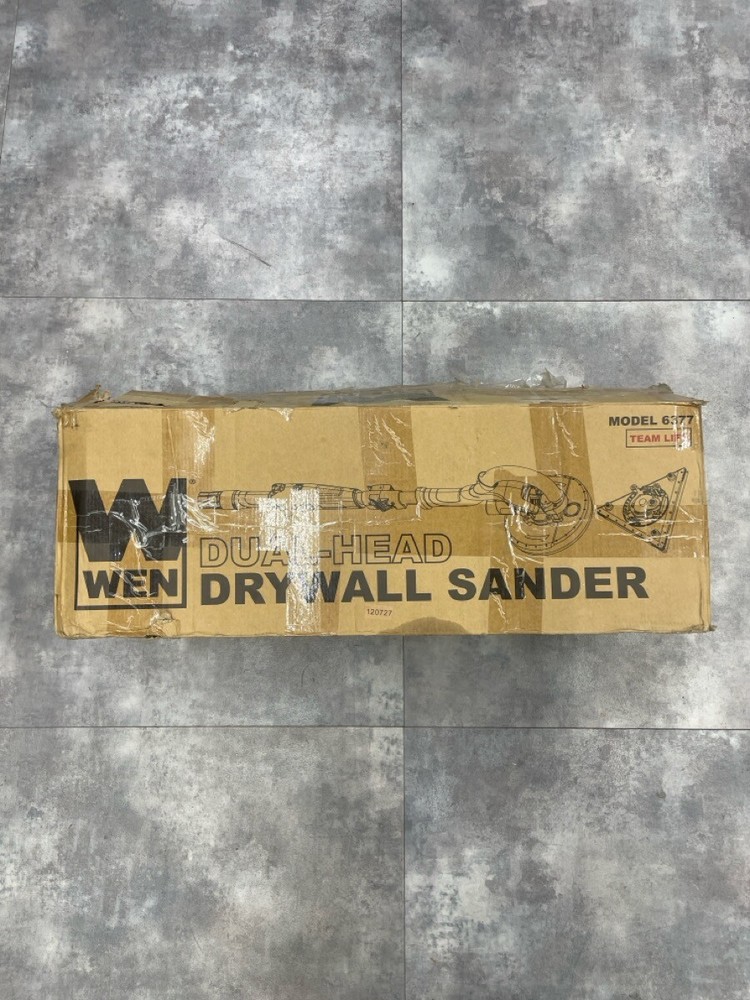 MODEL 6377
TEAM LIFT
W®
WEN
DUAL-HEAD
DRYWALL SANDER
120727